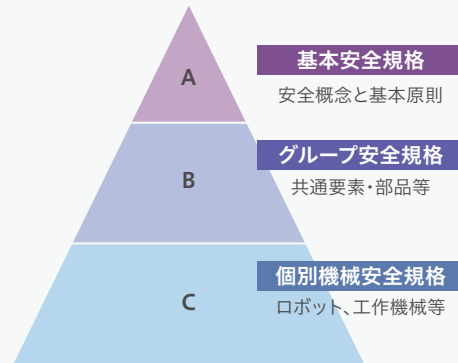 A
基本安全規格
安全概念と基本原則
B
グループ安全規格
共通要素・部品等
C
個別機械安全規格
ロボット、工作機械等